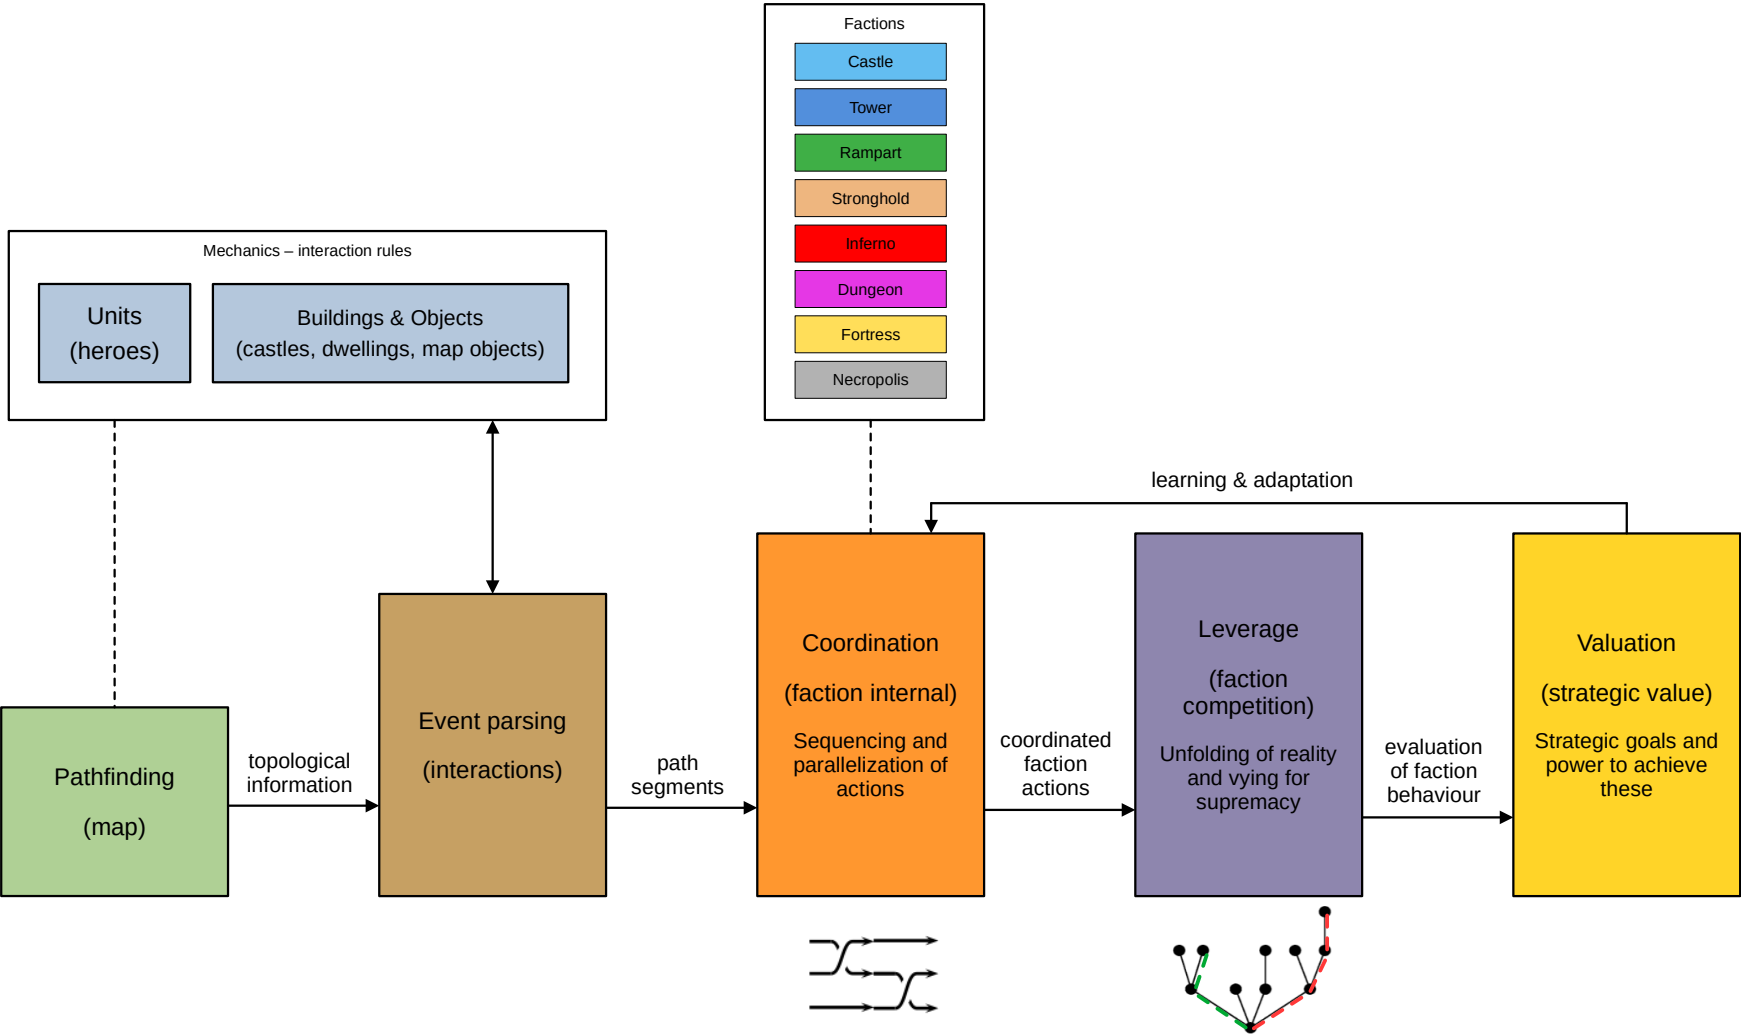 Factions
Castle
Tower
Rampart
Stronghold
Inferno
Dungeon
Fortress
Necropolis
Mechanics – interaction rules
Units
(heroes)
Buildings & Objects
(castles, dwellings, map objects)
learning & adaptation
Pathfinding
(map)
topological
information
Event parsing
(interactions)
path
segments
Coordination
(faction internal)
Sequencing and
parallelization of
actions
coordinated
faction
actions
Leverage
(faction
competition)
Unfolding of reality
and vying for
supremacy
evaluation
of faction
behaviour
Valuation
(strategic value)
Strategic goals and
power to achieve
these